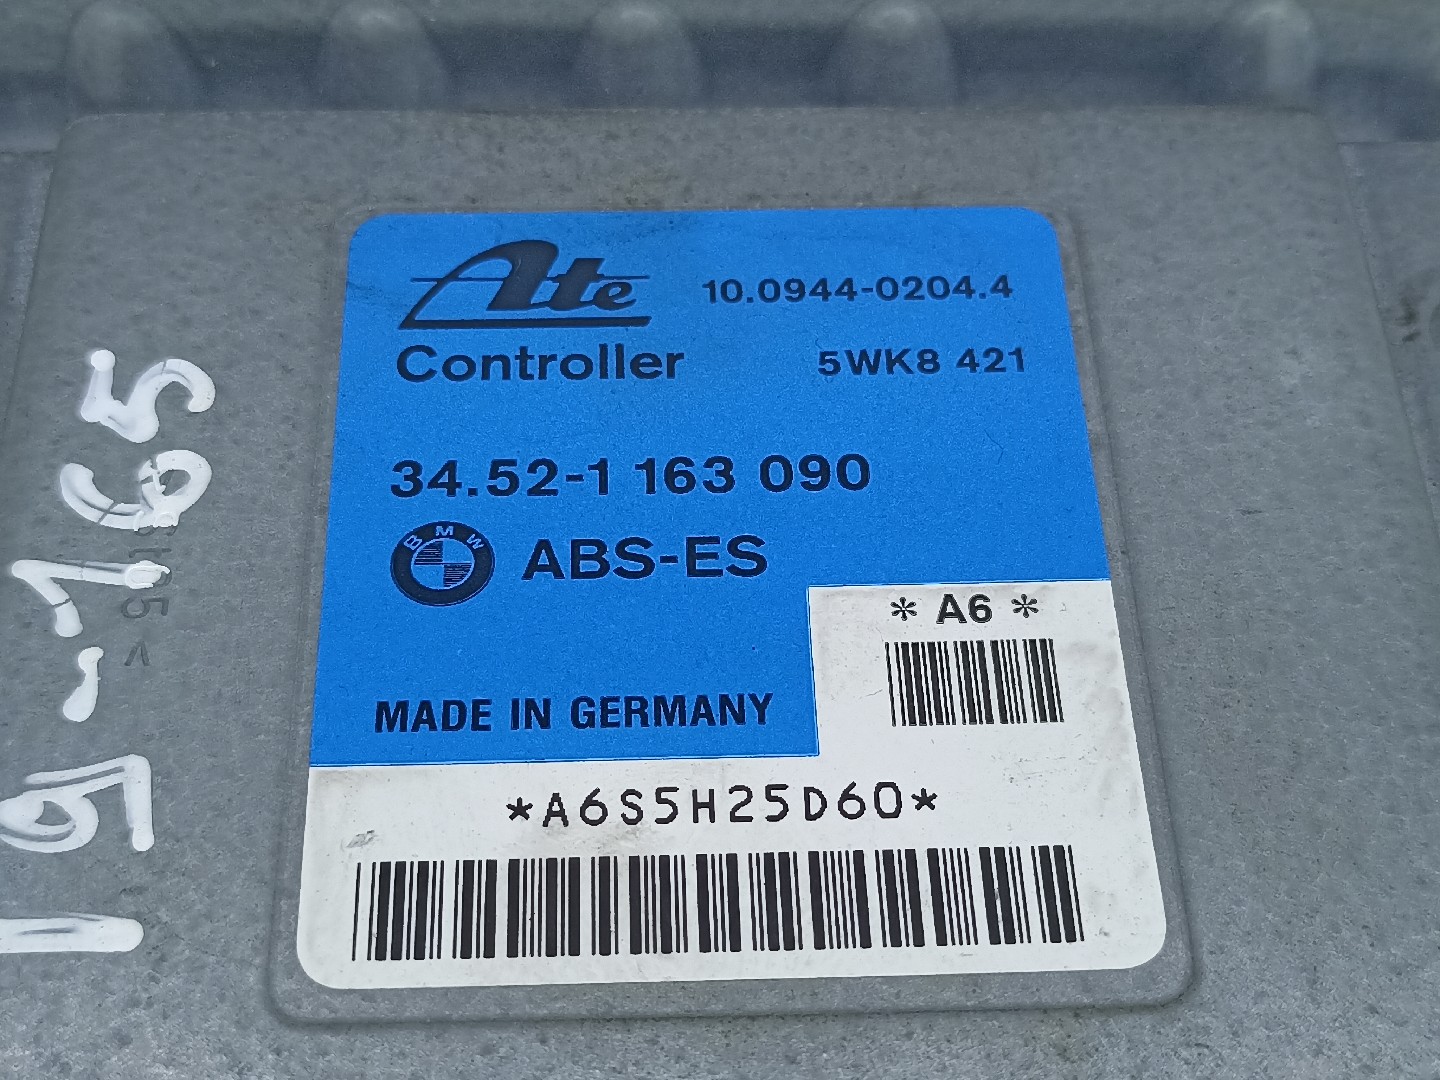 Ate 10.0944-0204.4
Controller 5WK8 421
34.52-1 163 090
BMW ABS-ES
* A6 *
MADE IN GERMANY
*A6S5H25D60*
19-165